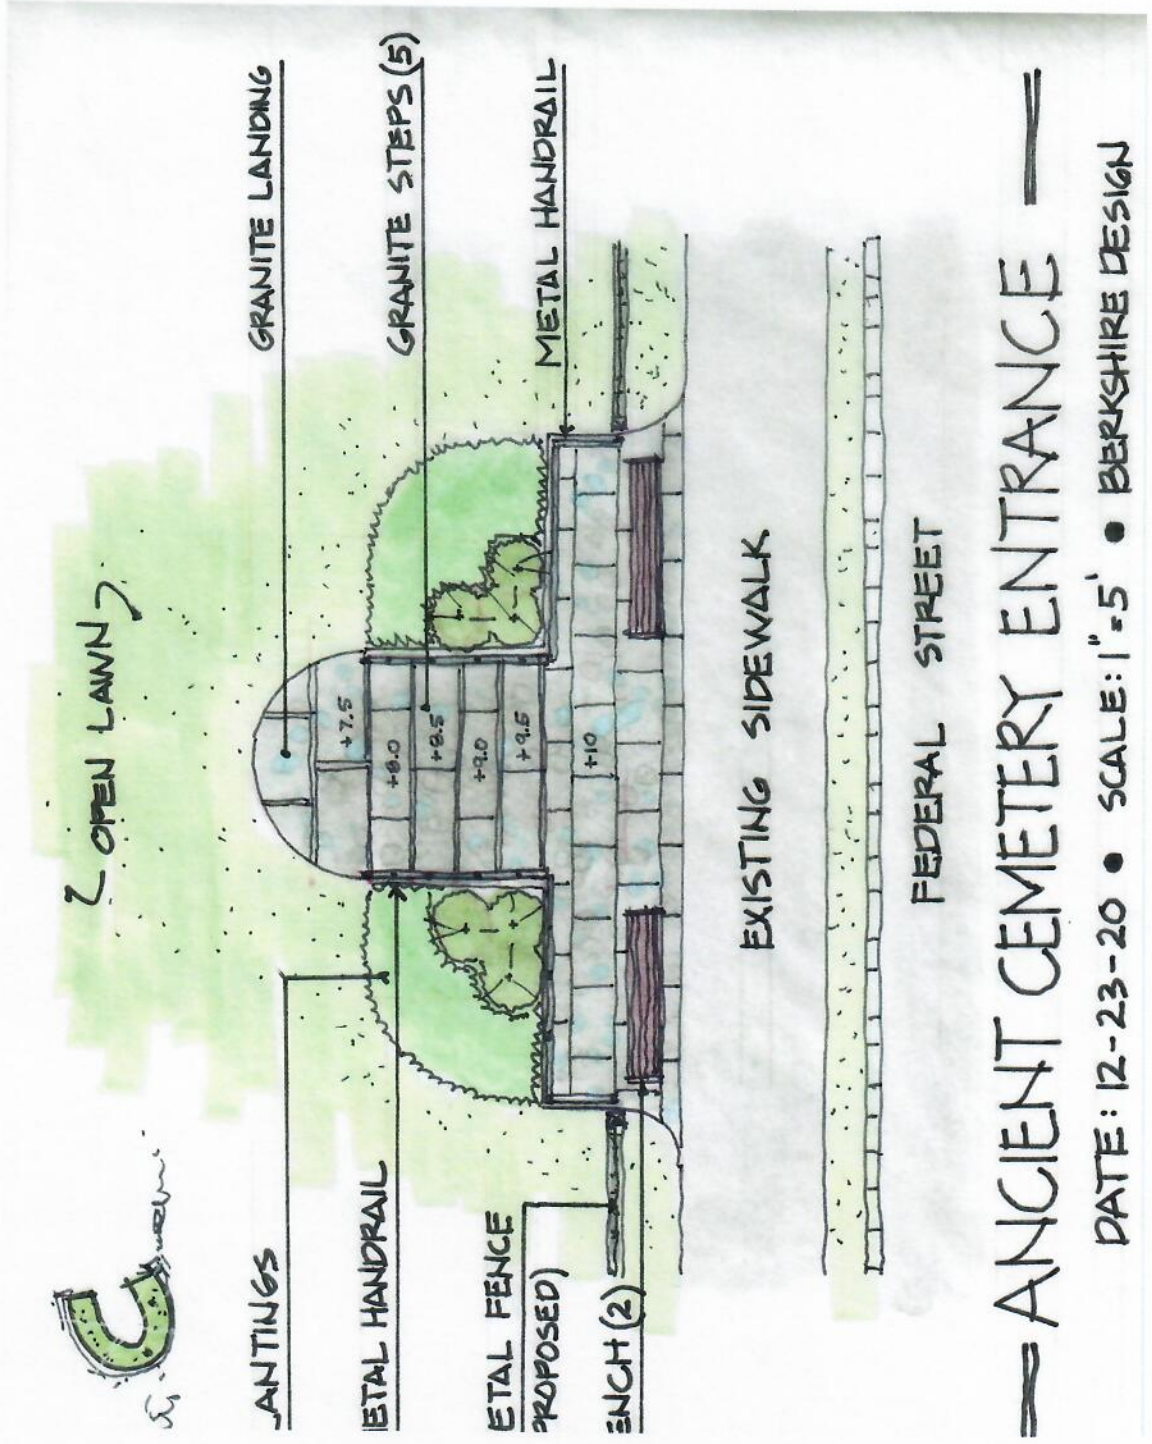 OPEN LAWN
GRANITE LANDING
GRANITE STEPS (5)
METAL HANDRAIL
LANTINGS
ETAL HANDRAIL
ETAL FENCE
PROPOSED)
ENCH (2)
+7.5
+8.0
+8.5
+9.0
+9.5
+10
EXISTING SIDEWALK
FEDERAL STREET
ANCIENT CEMETERY ENTRANCE
DATE: 12-23-20 • SCALE: 1"=5' • BERKSHIRE DESIGN